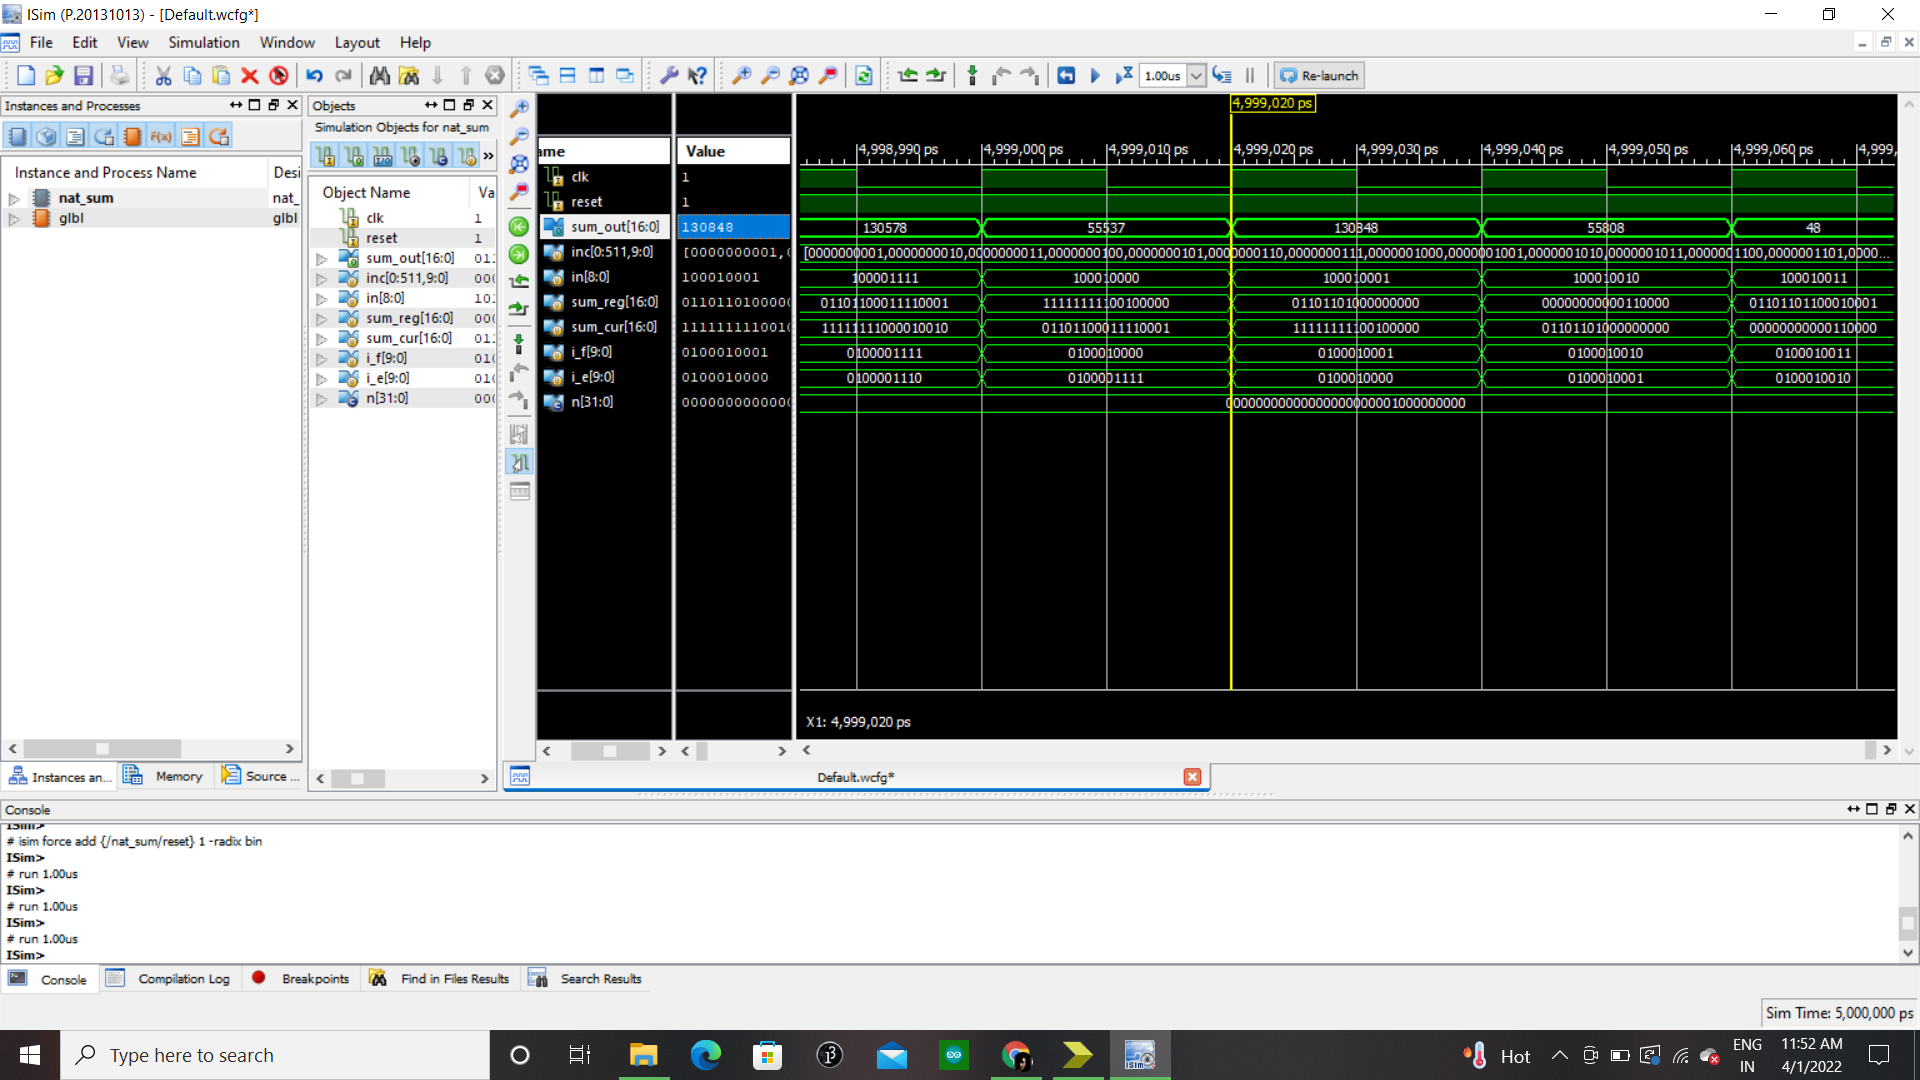 ISim (P.20131013) - [Default.wcfg*]
File Edit View Simulation Window Layout Help
1.00us
Re-launch
Instances and Processes
Instance and Process Name Desi
nat_sum nat_
glbl glbl
Instances an... Memory Source ...
Objects
Simulation Objects for nat_sum
Object Name Va
clk 1
reset 1
sum_out[16:0] 01:
inc[0:511,9:0] 000
in[8:0] 10:
sum_reg[16:0] 000
sum_cur[16:0] 01:
i_f[9:0] 010
i_e[9:0] 010
n[31:0] 000
ame Value
clk 1
reset 1
sum_out[16:0] 130848
inc[0:511,9:0] [0000000001,0
in[8:0] 100010001
sum_reg[16:0] 0110110100000
sum_cur[16:0] 1111111110010
i_f[9:0] 0100010001
i_e[9:0] 0100010000
n[31:0] 0000000000000
4,999,020 ps
4,998,990 ps 4,999,000 ps 4,999,010 ps 4,999,020 ps 4,999,030 ps 4,999,040 ps 4,999,050 ps 4,999,060 ps 4,999,
130578 55537 130848 55808 48
[0000000001,0000000010,0000000011,0000000100,0000000101,0000000110,0000000111,0000001000,0000001001,0000001010,0000001011,0000001100,0000001101,0000...
100001111 100010000 100010001 100010010 100010011
01101100011110001 11111111100100000 01101101000000000 00000000000110000 01101101100010001
11111111000010010 01101100011110001 11111111100100000 01101101000000000 00000000000110000
0100001111 0100010000 0100010001 0100010010 0100010011
0100001110 0100001111 0100010000 0100010001 0100010010
00000000000000000000001000000000
X1: 4,999,020 ps
Default.wcfg*
Console
ISim>
# isim force add {/nat_sum/reset} 1 -radix bin
ISim>
# run 1.00us
ISim>
# run 1.00us
ISim>
# run 1.00us
ISim>
Console Compilation Log Breakpoints Find in Files Results Search Results
Sim Time: 5,000,000 ps
Type here to search
Hot
ENG
IN
11:52 AM
4/1/2022